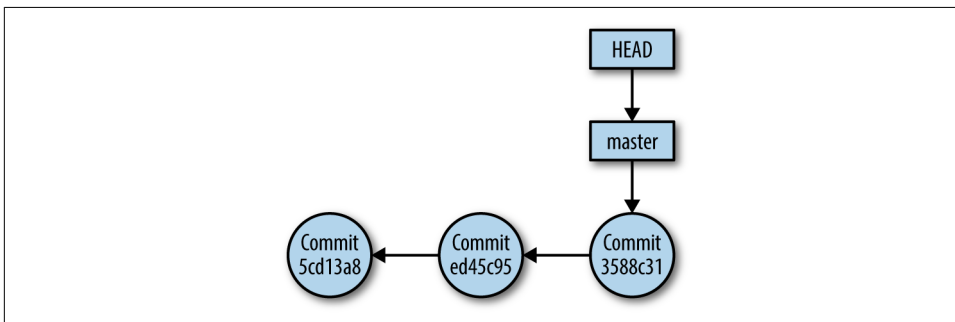 HEAD
master
Commit
5cd13a8
Commit
ed45c95
Commit
3588c31